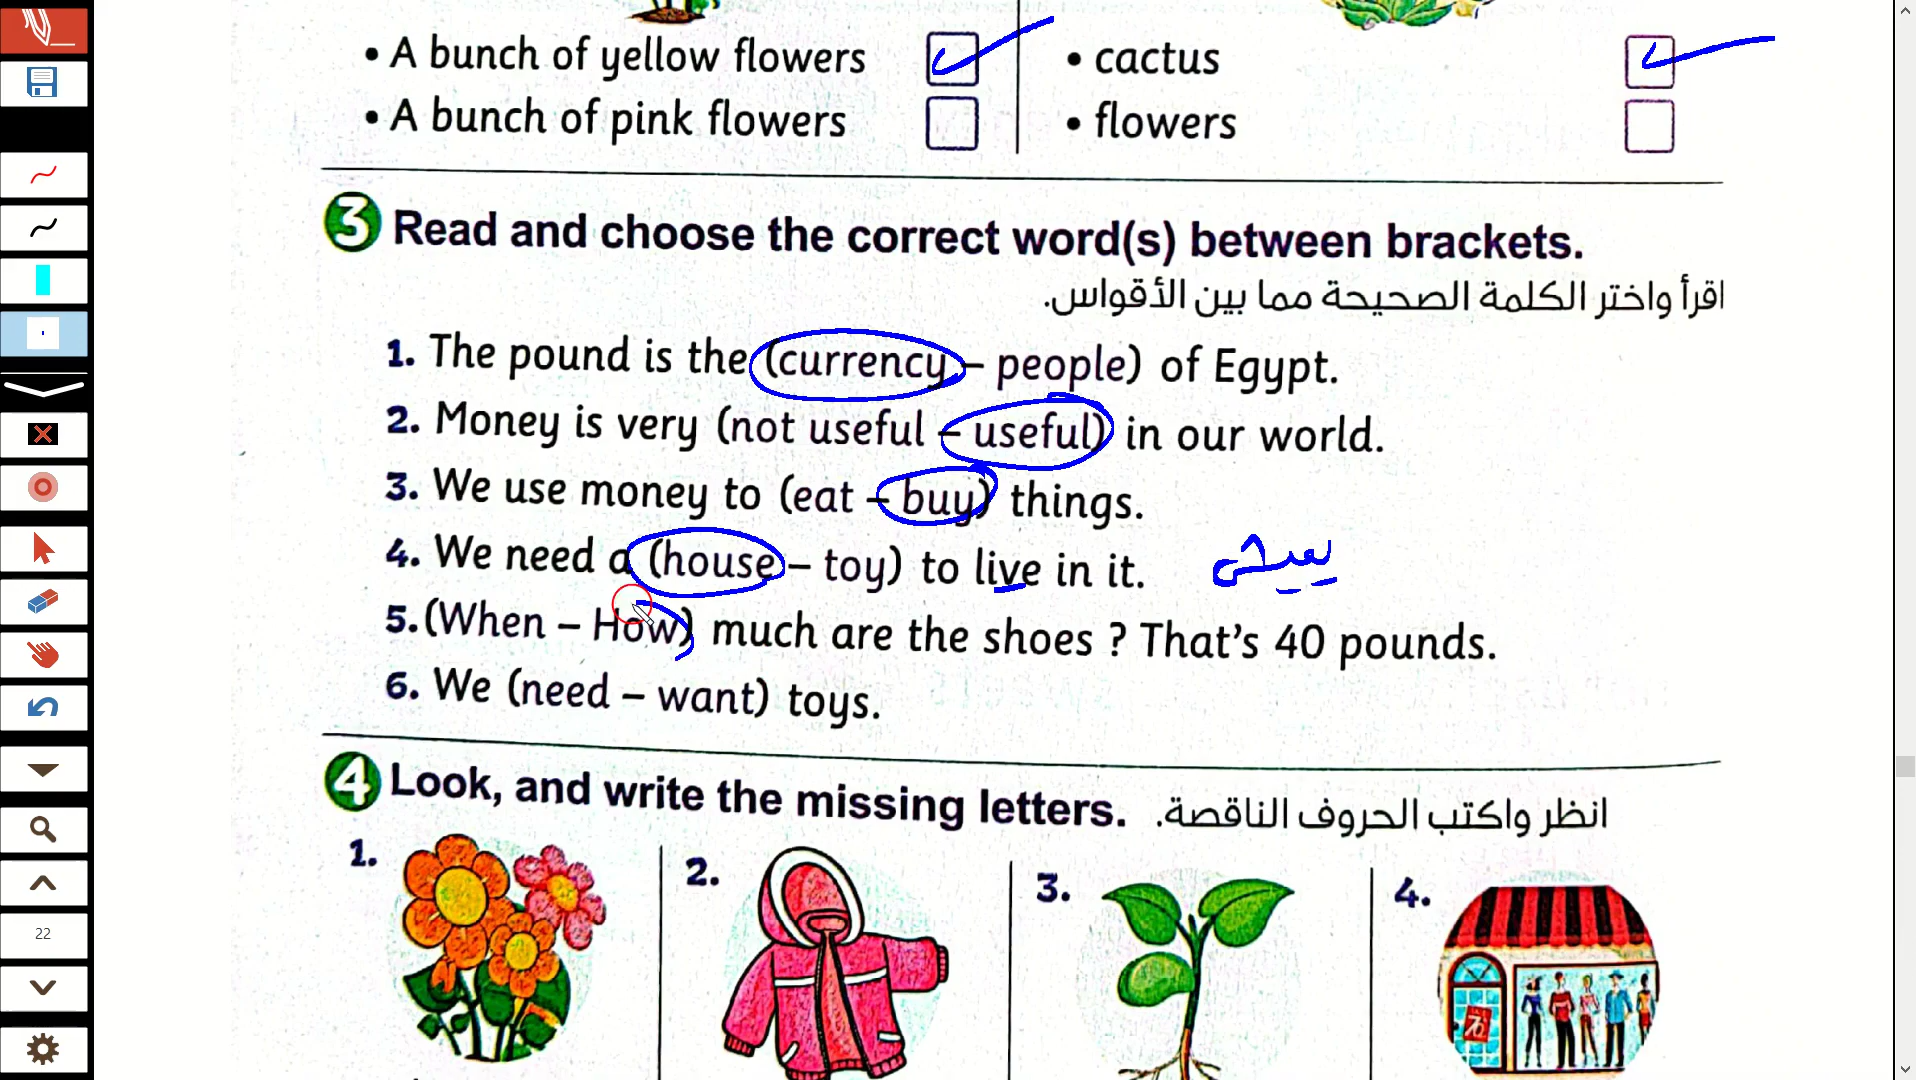 • A bunch of yellow flowers
• cactus
• A bunch of pink flowers
• flowers
3 Read and choose the correct word(s) between brackets.
اقرأ واختر الكلمة الصحيحة مما بين الأقواس.
1. The pound is the (currency – people) of Egypt.
2. Money is very (not useful – useful) in our world.
3. We use money to (eat – buy) things.
4. We need a (house – toy) to live in it.
5. (When – How) much are the shoes ? That's 40 pounds.
6. We (need – want) toys.
4 Look, and write the missing letters.
انظر واكتب الحروف الناقصة.
1.
2.
3.
4.
22